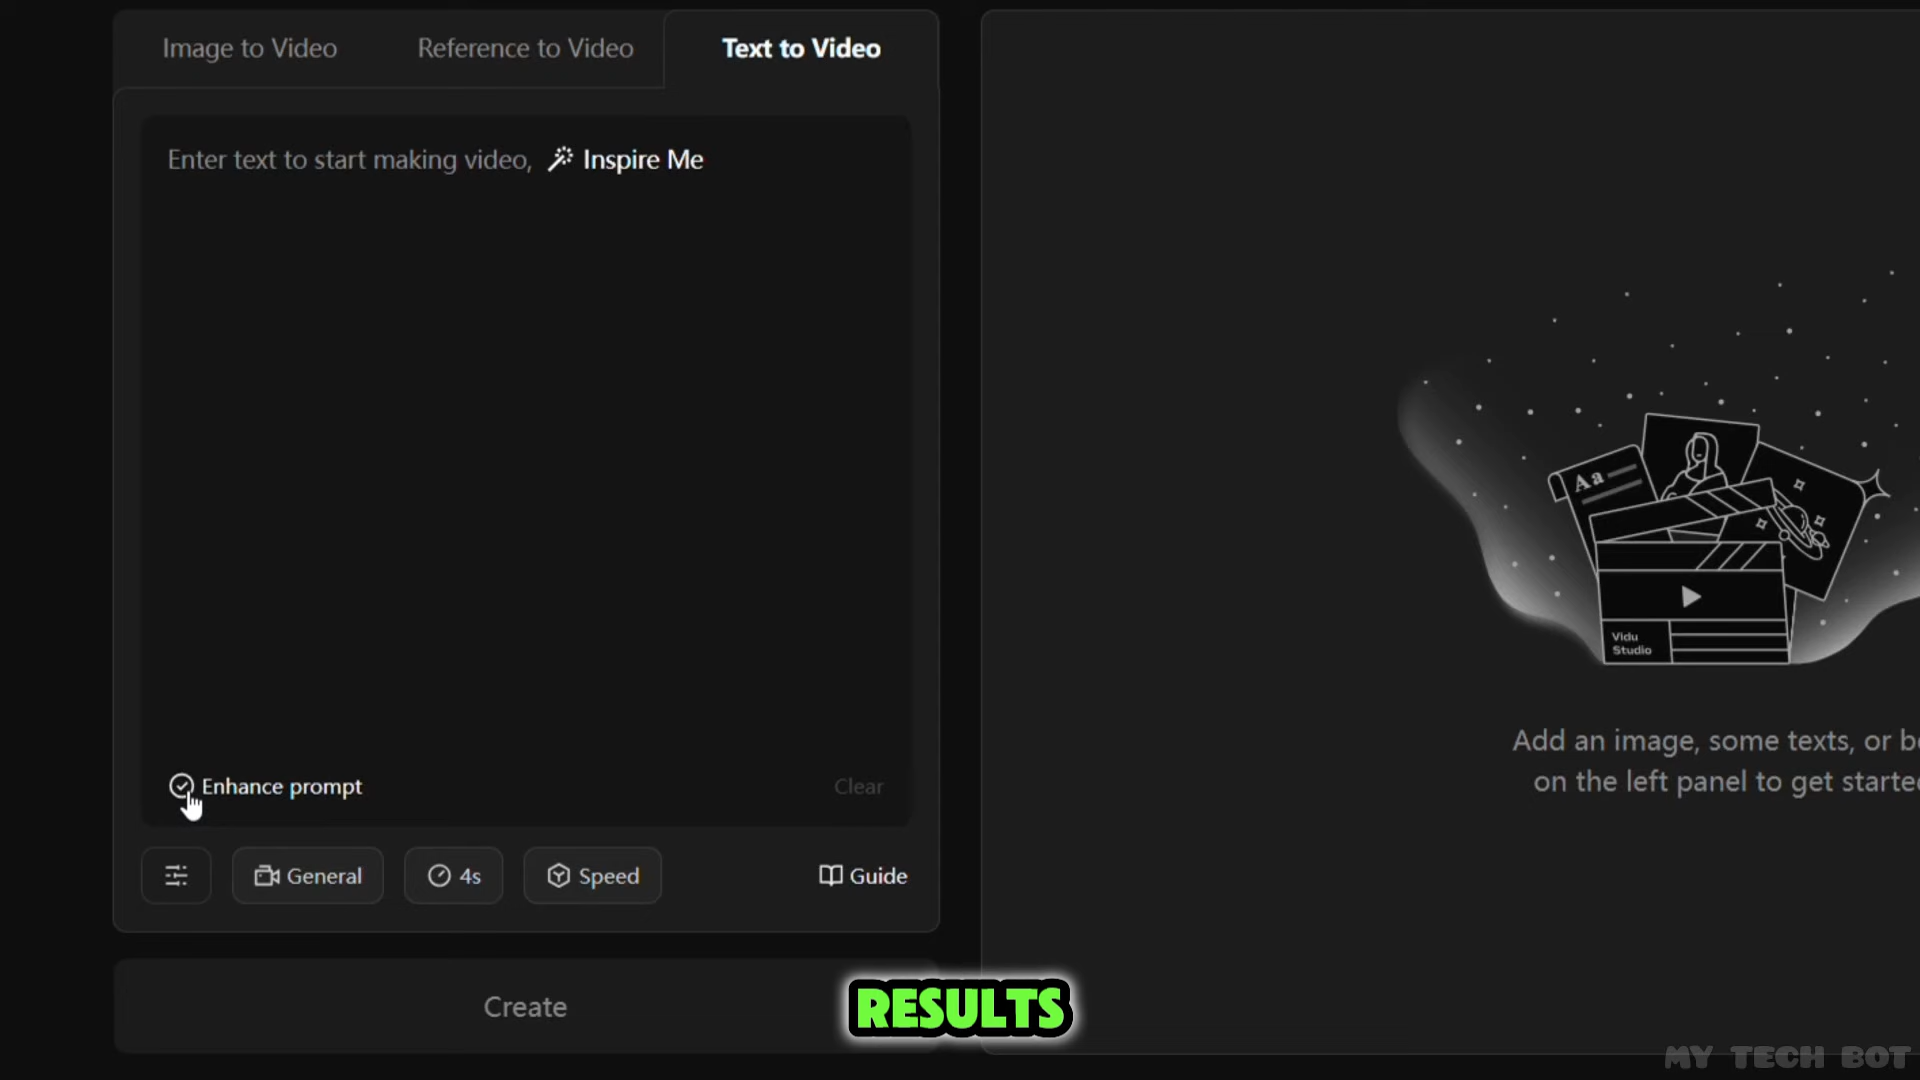 Image to Video
Reference to Video
Text to Video
Enter text to start making video, Inspire Me
Aa
Vidu
Studio
Add an image, some texts, or b
on the left panel to get started
Enhance prompt
Clear
General
4s
Speed
Guide
Create
RESULTS
MY TECH BOT